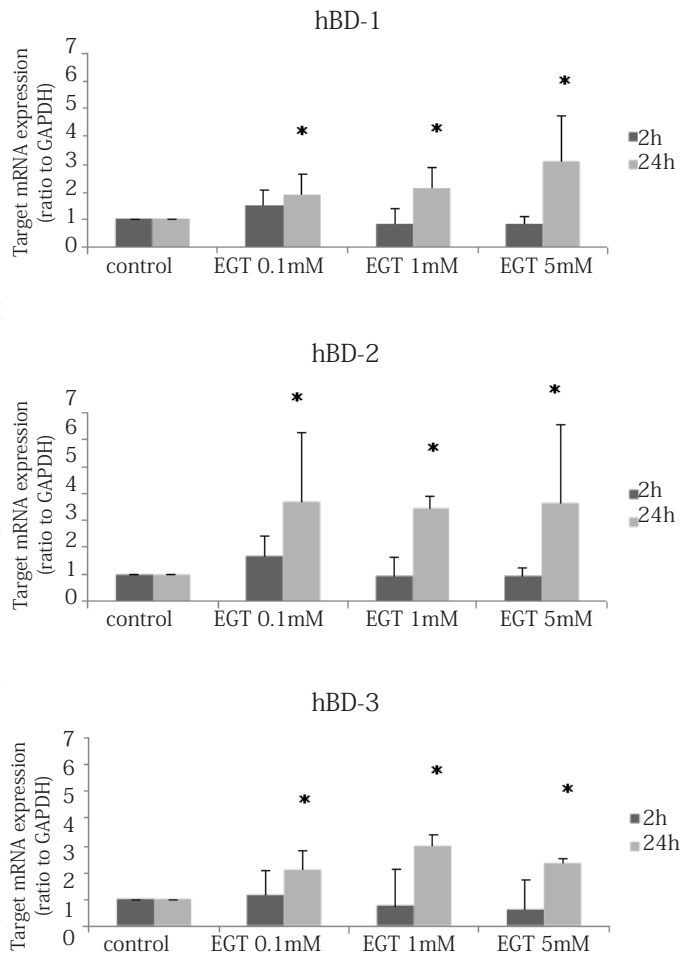 hBD-1
Target mRNA expression
(ratio to GAPDH)
7
6
5
4
3
2
1
0
*
*
*
2h
24h
control
EGT 0.1mM
EGT 1mM
EGT 5mM
hBD-2
Target mRNA expression
(ratio to GAPDH)
7
6
5
4
3
2
1
0
*
*
*
2h
24h
control
EGT 0.1mM
EGT 1mM
EGT 5mM
hBD-3
Target mRNA expression
(ratio to GAPDH)
7
6
5
4
3
2
1
0
*
*
*
2h
24h
control
EGT 0.1mM
EGT 1mM
EGT 5mM